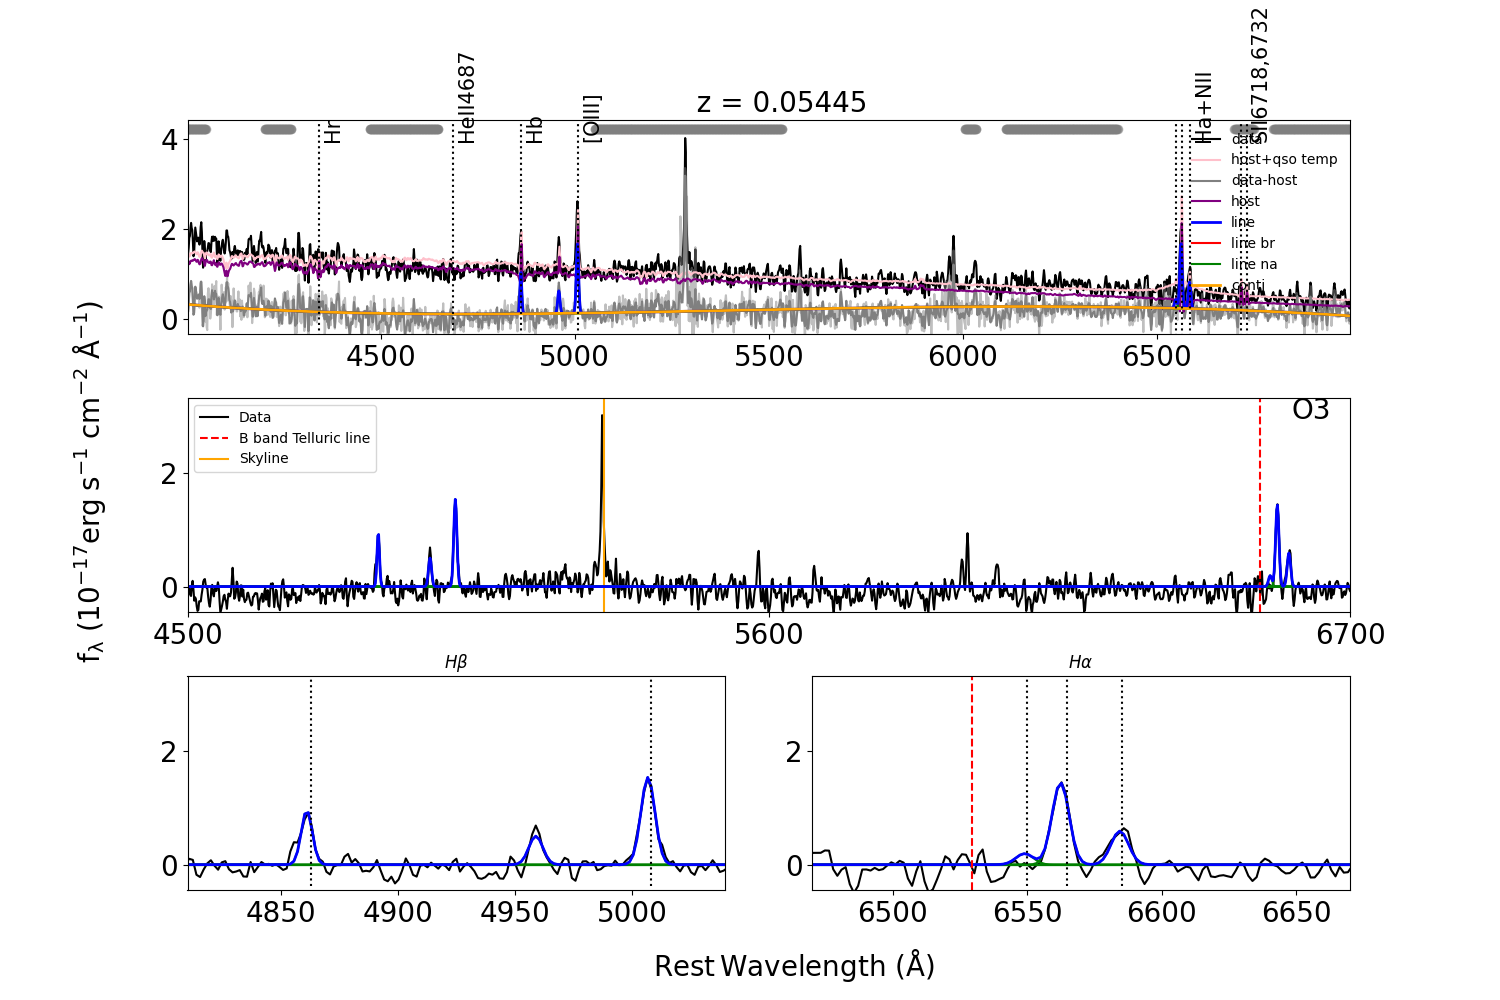 z = 0.05445
Hr
HeII4687
Hb
[OIII]
Ha+NII
SII6718,6732
data
host+qso temp
data-host
host
line
line br
line na
conti
4
2
0
4500
5000
5500
6000
6500
O3
Data
B band Telluric line
Skyline
2
0
4500
5600
6700
fλ (10⁻¹⁷erg s⁻¹ cm⁻² Å⁻¹)
Hβ
2
0
4850
4900
4950
5000
Hα
2
0
6500
6550
6600
6650
Rest Wavelength (Å)